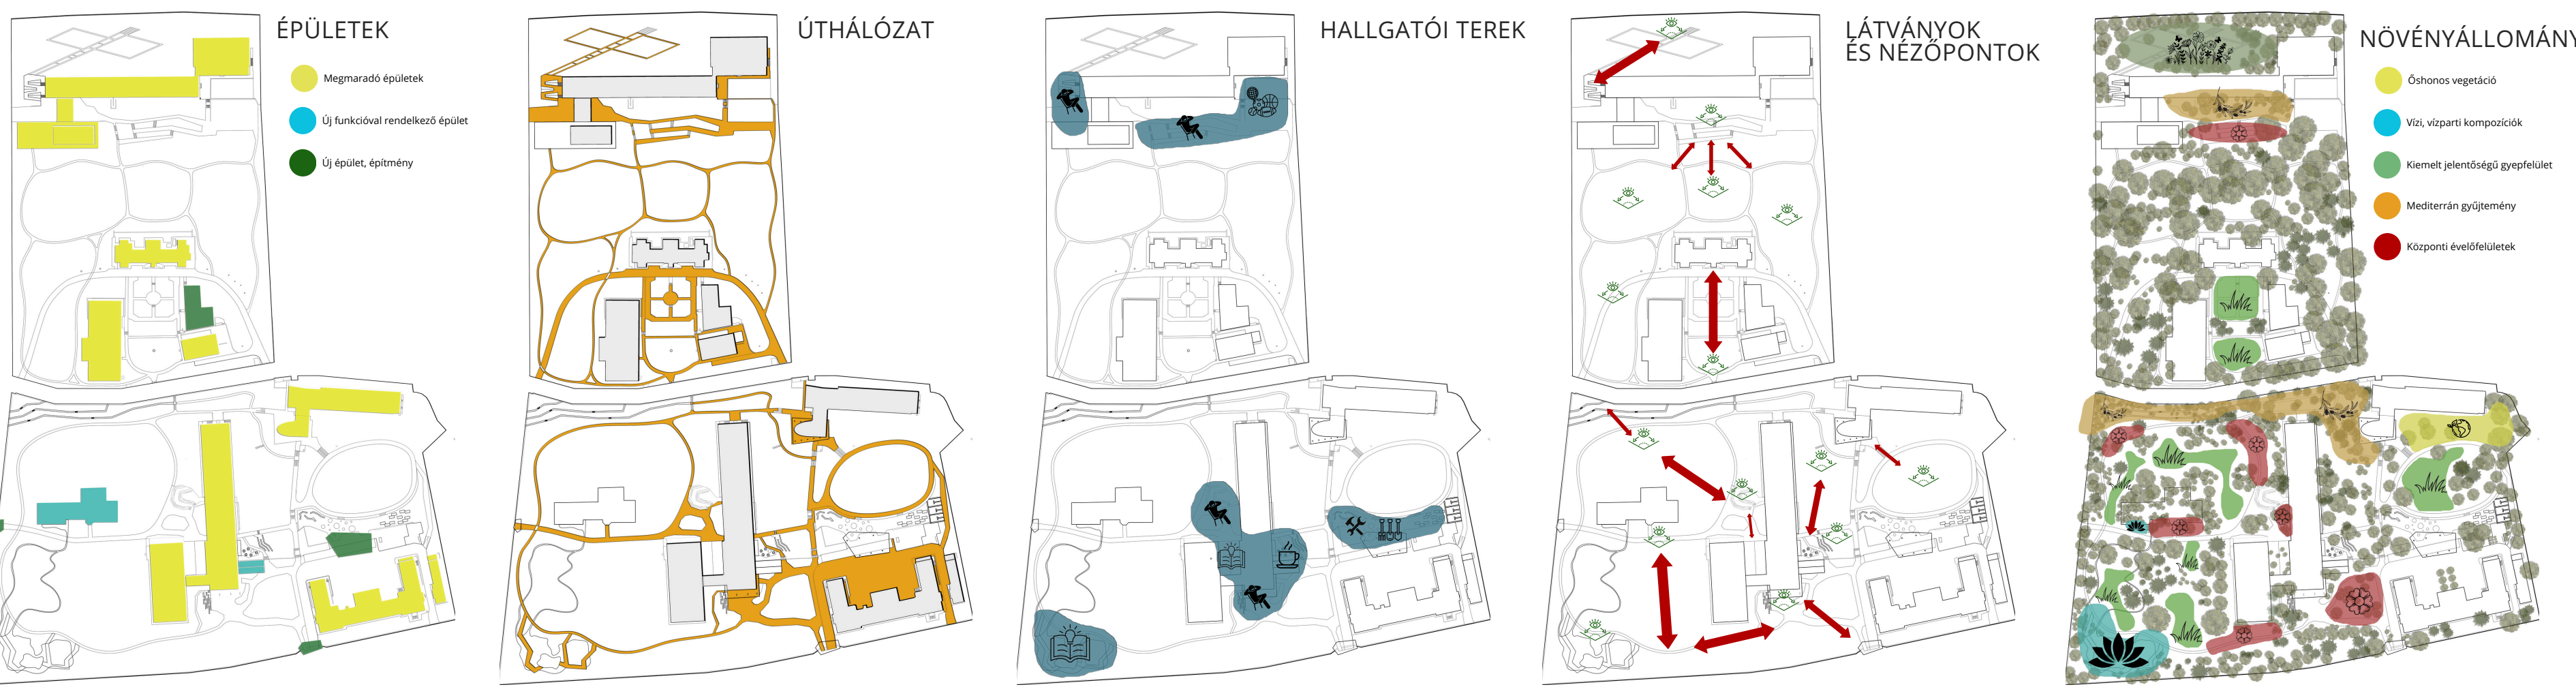 ÉPÜLETEK
Megmaradó épületek
Új funkcióval rendelkező épület
Új épület, építmény
ÚTHÁLÓZAT
HALLGATÓI TEREK
LÁTVÁNYOK
ÉS NÉZŐPONTOK
NÖVÉNYÁLLOMÁNY
Őshonos vegetáció
Vízi, vízparti kompozíciók
Kiemelt jelentőségű gyepfelület
Mediterrán gyűjtemény
Központi évelőfelületek